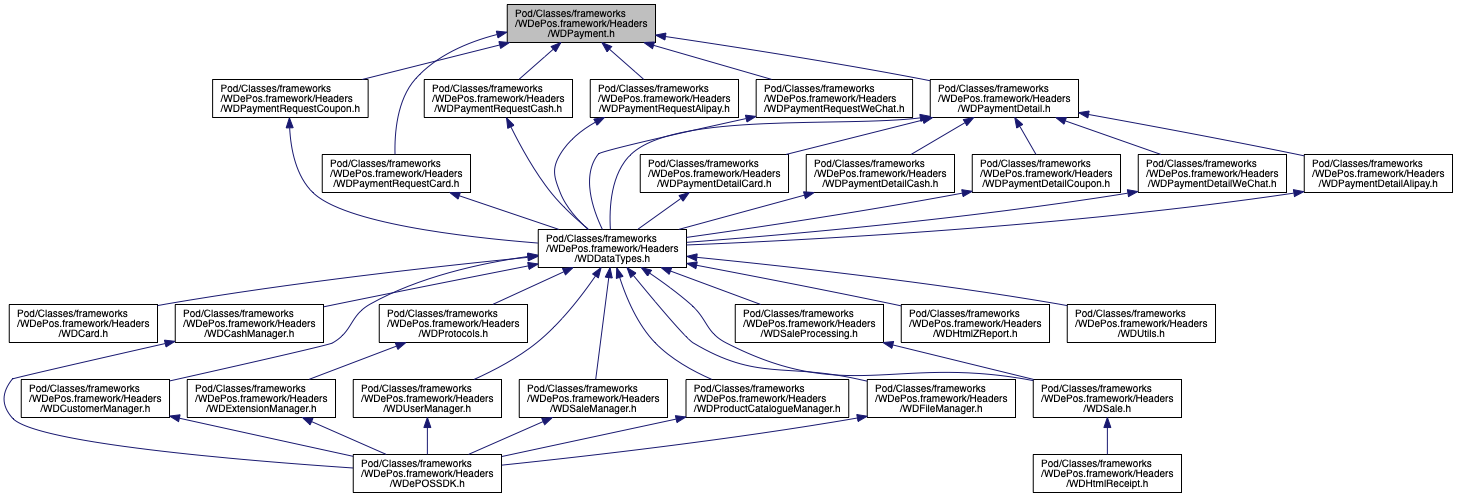 Pod/Classes/frameworks
/WDePos.framework/Headers
/WDPayment.h
Pod/Classes/frameworks
/WDePos.framework/Headers
/WDPaymentRequestCoupon.h
Pod/Classes/frameworks
/WDePos.framework/Headers
/WDPaymentRequestCash.h
Pod/Classes/frameworks
/WDePos.framework/Headers
/WDPaymentRequestAlipay.h
Pod/Classes/frameworks
/WDePos.framework/Headers
/WDPaymentRequestWeChat.h
Pod/Classes/frameworks
/WDePos.framework/Headers
/WDPaymentDetail.h
Pod/Classes/frameworks
/WDePos.framework/Headers
/WDPaymentRequestCard.h
Pod/Classes/frameworks
/WDePos.framework/Headers
/WDPaymentDetailCard.h
Pod/Classes/frameworks
/WDePos.framework/Headers
/WDPaymentDetailCash.h
Pod/Classes/frameworks
/WDePos.framework/Headers
/WDPaymentDetailCoupon.h
Pod/Classes/frameworks
/WDePos.framework/Headers
/WDPaymentDetailWeChat.h
Pod/Classes/frameworks
/WDePos.framework/Headers
/WDPaymentDetailAlipay.h
Pod/Classes/frameworks
/WDePos.framework/Headers
/WDDataTypes.h
Pod/Classes/frameworks
/WDePos.framework/Headers
/WDCard.h
Pod/Classes/frameworks
/WDePos.framework/Headers
/WDCashManager.h
Pod/Classes/frameworks
/WDePos.framework/Headers
/WDProtocols.h
Pod/Classes/frameworks
/WDePos.framework/Headers
/WDSaleProcessing.h
Pod/Classes/frameworks
/WDePos.framework/Headers
/WDHtmlZReport.h
Pod/Classes/frameworks
/WDePos.framework/Headers
/WDUtils.h
Pod/Classes/frameworks
/WDePos.framework/Headers
/WDCustomerManager.h
Pod/Classes/frameworks
/WDePos.framework/Headers
/WDExtensionManager.h
Pod/Classes/frameworks
/WDePos.framework/Headers
/WDUserManager.h
Pod/Classes/frameworks
/WDePos.framework/Headers
/WDSaleManager.h
Pod/Classes/frameworks
/WDePos.framework/Headers
/WDProductCatalogueManager.h
Pod/Classes/frameworks
/WDePos.framework/Headers
/WDFileManager.h
Pod/Classes/frameworks
/WDePos.framework/Headers
/WDSale.h
Pod/Classes/frameworks
/WDePos.framework/Headers
/WDePOSSDK.h
Pod/Classes/frameworks
/WDePos.framework/Headers
/WDHtmlReceipt.h